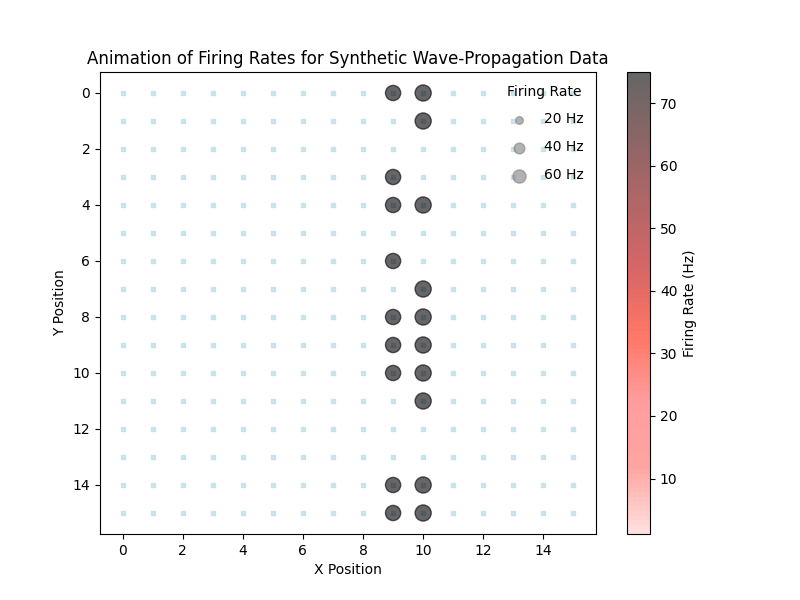 Animation of Firing Rates for Synthetic Wave-Propagation Data
Firing Rate
20 Hz
40 Hz
60 Hz
0
2
4
6
8
10
12
14
Y Position
0 2 4 6 8 10 12 14
X Position
70
60
50
40
30
20
10
Firing Rate (Hz)